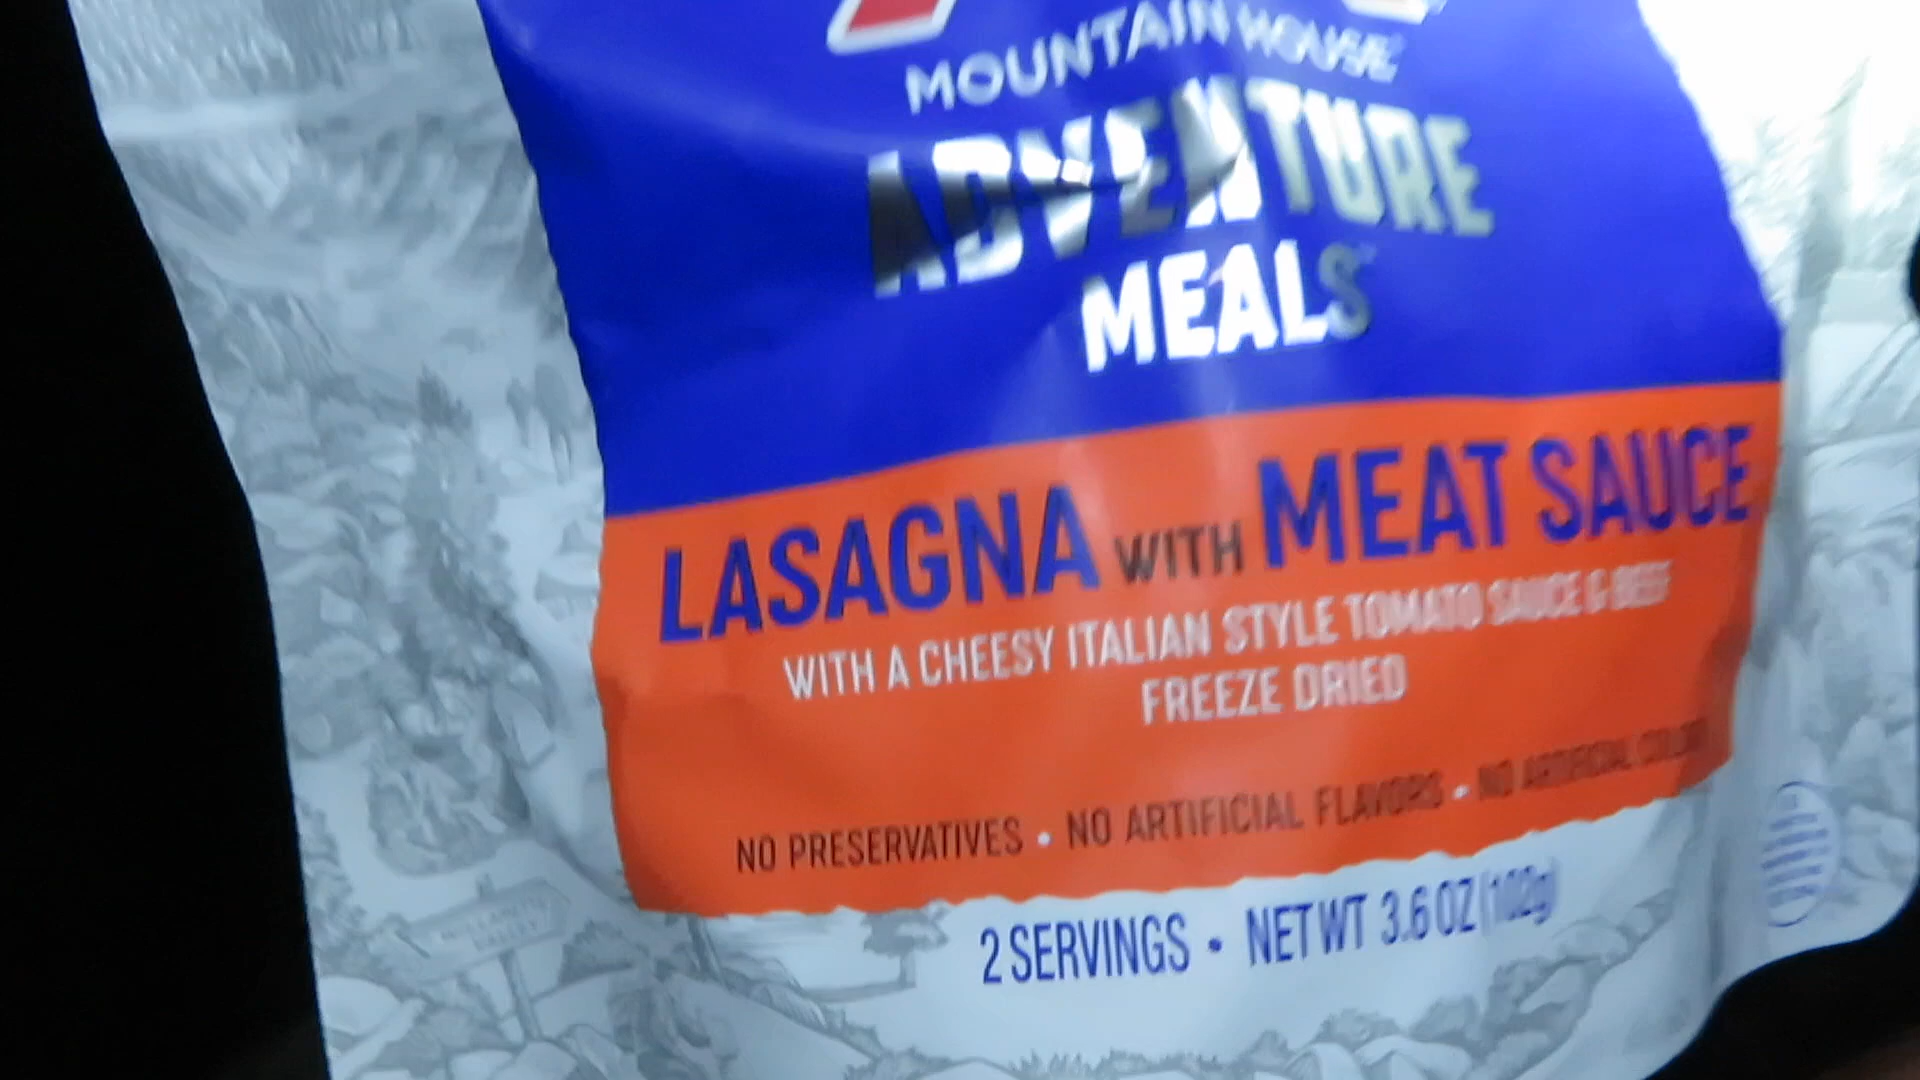 MOUNTAIN HOUSE
ADVENTURE
MEALS
LASAGNA WITH MEAT SAUCE
WITH A CHEESY ITALIAN STYLE TOMATO SAUCE & BEEF
FREEZE DRIED
NO PRESERVATIVES • NO ARTIFICIAL FLAVORS • NO ARTIFICIAL
2 SERVINGS • NET WT 3.6 OZ (102g)